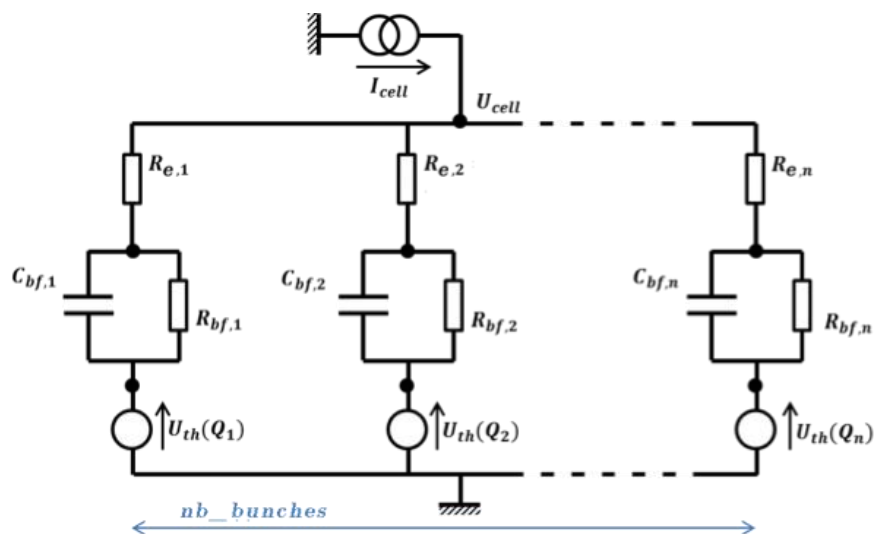 I_cell
U_cell
R_e,1
R_e,2
R_e,n
C_bf,1
C_bf,2
C_bf,n
R_bf,1
R_bf,2
R_bf,n
U_th(Q_1)
U_th(Q_2)
U_th(Q_n)
nb_bunches